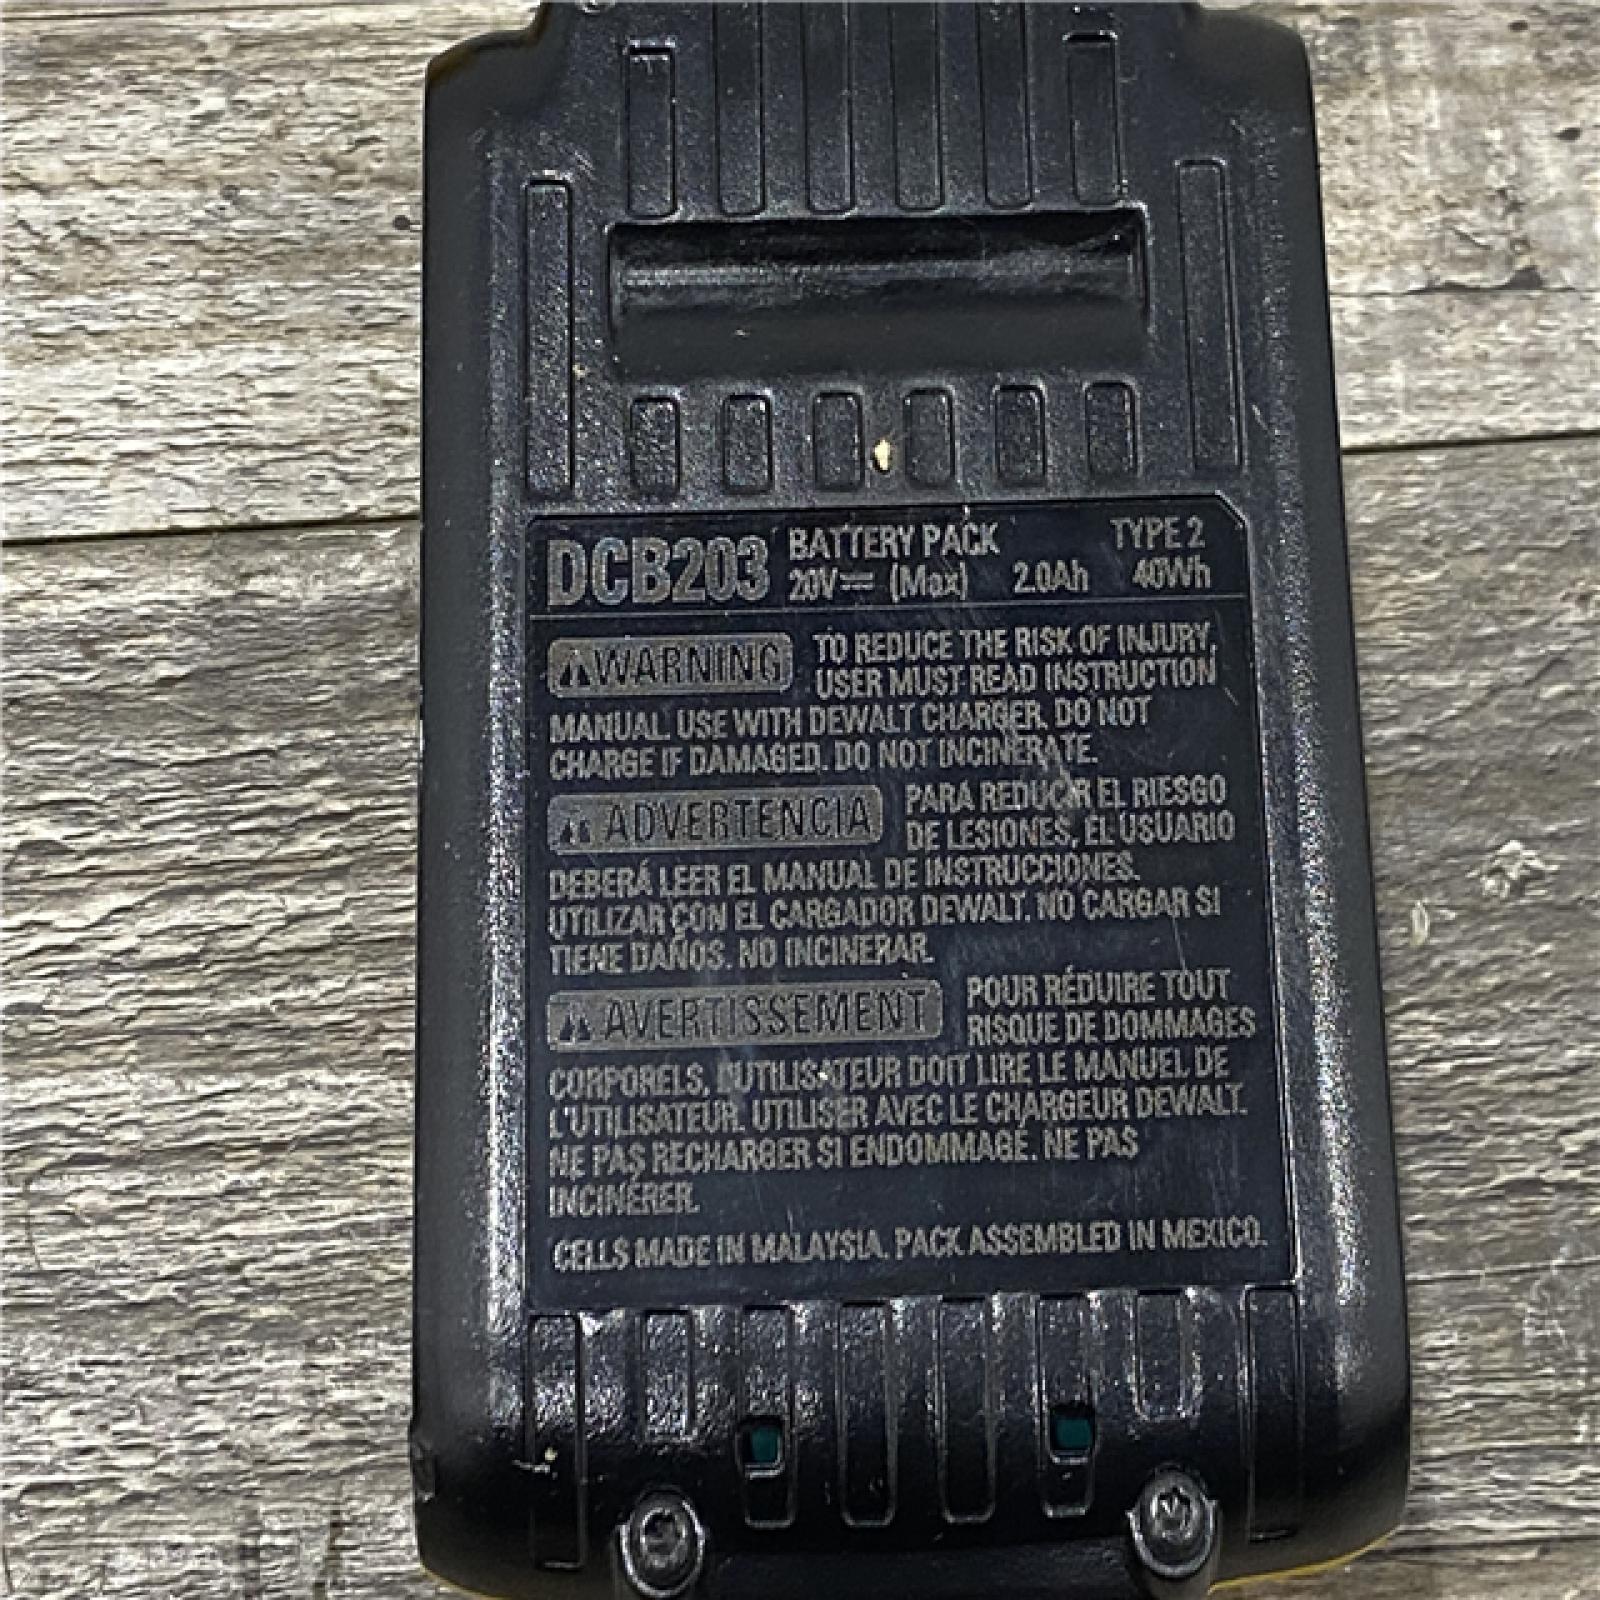 DCB203 BATTERY PACK TYPE 2
20V⎓ (Max) 2.0Ah 40Wh
⚠WARNING TO REDUCE THE RISK OF INJURY,
USER MUST READ INSTRUCTION
MANUAL. USE WITH DEWALT CHARGER. DO NOT
CHARGE IF DAMAGED. DO NOT INCINERATE.
⚠ADVERTENCIA PARA REDUCIR EL RIESGO
DE LESIONES, EL USUARIO
DEBERÁ LEER EL MANUAL DE INSTRUCCIONES.
UTILIZAR CON EL CARGADOR DEWALT. NO CARGAR SI
TIENE DAÑOS. NO INCINERAR.
⚠AVERTISSEMENT POUR RÉDUIRE TOUT
RISQUE DE DOMMAGES
CORPORELS, L'UTILISATEUR DOIT LIRE LE MANUEL DE
L'UTILISATEUR. UTILISER AVEC LE CHARGEUR DEWALT.
NE PAS RECHARGER SI ENDOMMAGÉ. NE PAS
INCINÉRER.
CELLS MADE IN MALAYSIA. PACK ASSEMBLED IN MEXICO.